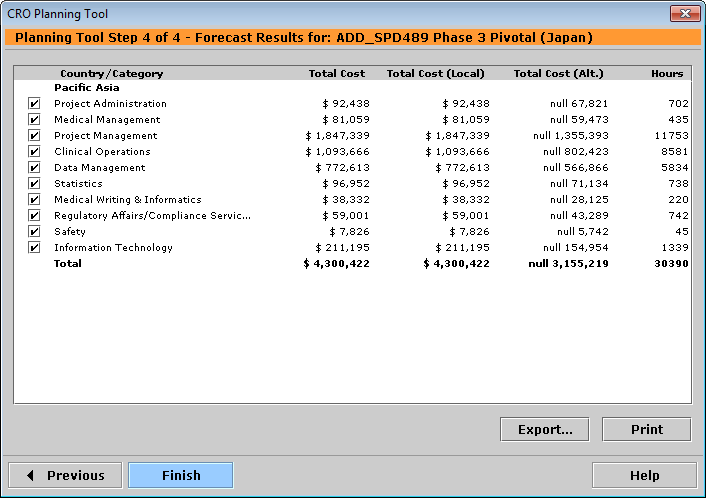 CRO Planning Tool
Planning Tool Step 4 of 4 - Forecast Results for: ADD_SPD489 Phase 3 Pivotal (Japan)
Country/Category Total Cost Total Cost (Local) Total Cost (Alt.) Hours
Pacific Asia
Project Administration $ 92,438 $ 92,438 null 67,821 702
Medical Management $ 81,059 $ 81,059 null 59,473 435
Project Management $ 1,847,339 $ 1,847,339 null 1,355,393 11753
Clinical Operations $ 1,093,666 $ 1,093,666 null 802,423 8581
Data Management $ 772,613 $ 772,613 null 566,866 5834
Statistics $ 96,952 $ 96,952 null 71,134 738
Medical Writing & Informatics $ 38,332 $ 38,332 null 28,125 220
Regulatory Affairs/Compliance Servic... $ 59,001 $ 59,001 null 43,289 742
Safety $ 7,826 $ 7,826 null 5,742 45
Information Technology $ 211,195 $ 211,195 null 154,954 1339
Total $ 4,300,422 $ 4,300,422 null 3,155,219 30390
Export... Print
Previous Finish Help